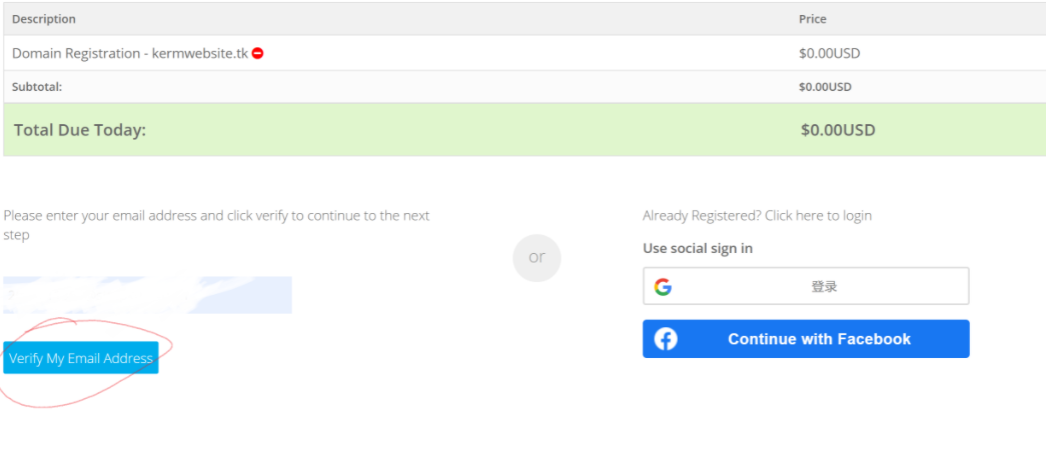 Description Price
Domain Registration - kermwebsite.tk $0.00USD
Subtotal: $0.00USD
Total Due Today: $0.00USD
Please enter your email address and click verify to continue to the next
step
Verify My Email Address
or
Already Registered? Click here to login
Use social sign in
登录
Continue with Facebook